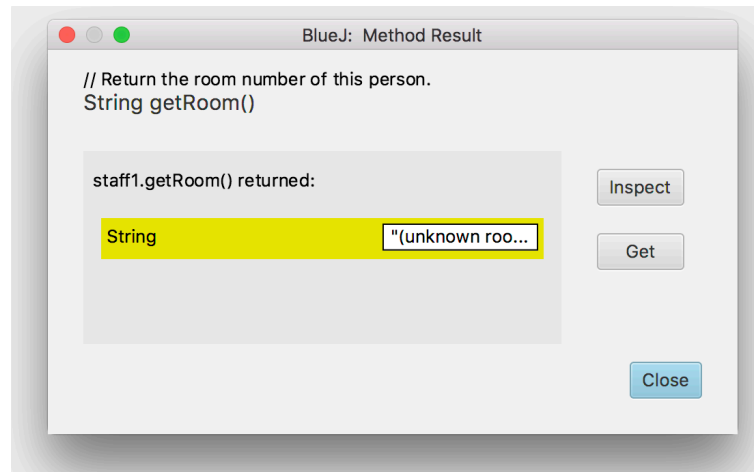 BlueJ: Method Result
// Return the room number of this person.
String getRoom()
staff1.getRoom() returned:
Inspect
String "(unknown roo...
Get
Close